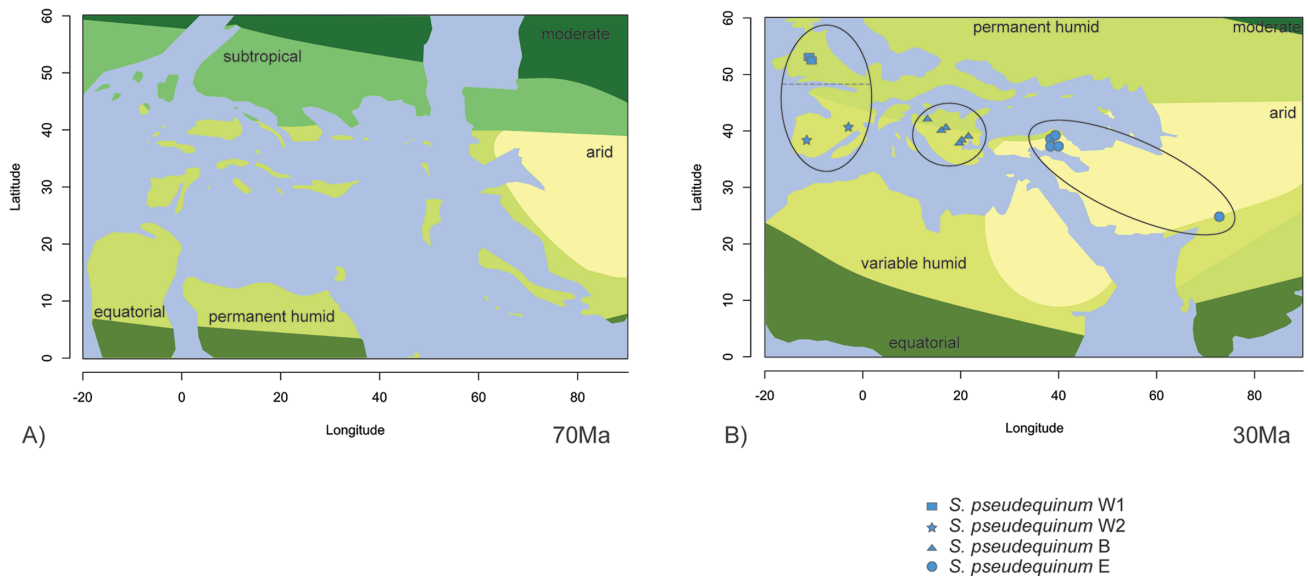 60
50
40
30
20
10
0
Latitude
moderate
subtropical
arid
equatorial
permanent humid
-20 0 20 40 60 80
Longitude
A)
70Ma
60
50
40
30
20
10
0
Latitude
permanent humid
moderate
arid
variable humid
equatorial
-20 0 20 40 60 80
Longitude
B)
30Ma
S. pseudequinum W1
S. pseudequinum W2
S. pseudequinum B
S. pseudequinum E